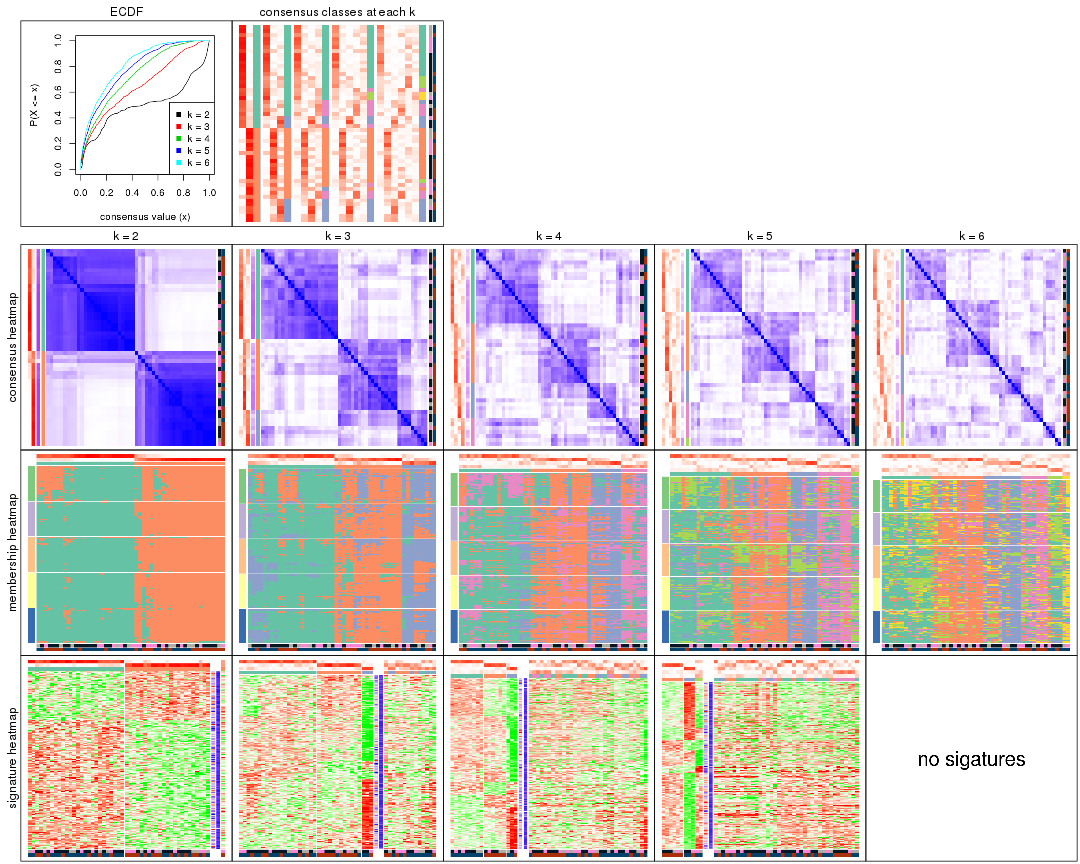 ECDF
consensus classes at each k
P(X <= x)
0.0 0.2 0.4 0.6 0.8 1.0
k = 2
k = 3
k = 4
k = 5
k = 6
0.0 0.2 0.4 0.6 0.8 1.0
consensus value (x)
k = 2 k = 3 k = 4 k = 5 k = 6
consensus heatmap
membership heatmap
signature heatmap
no sigatures